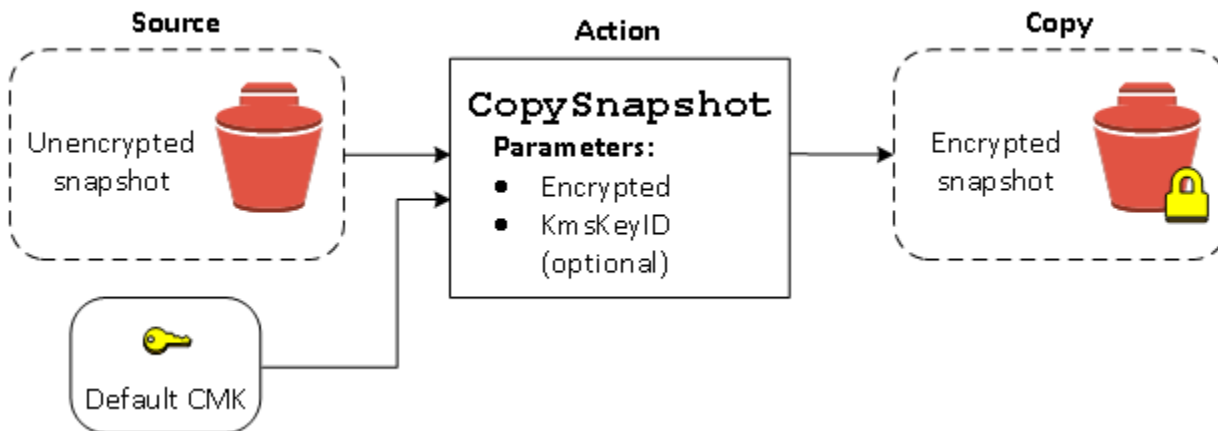 Source
Unencrypted
snapshot
Default CMK
Action
CopySnapshot
Parameters:
● Encrypted
● KmsKeyID
(optional)
Copy
Encrypted
snapshot